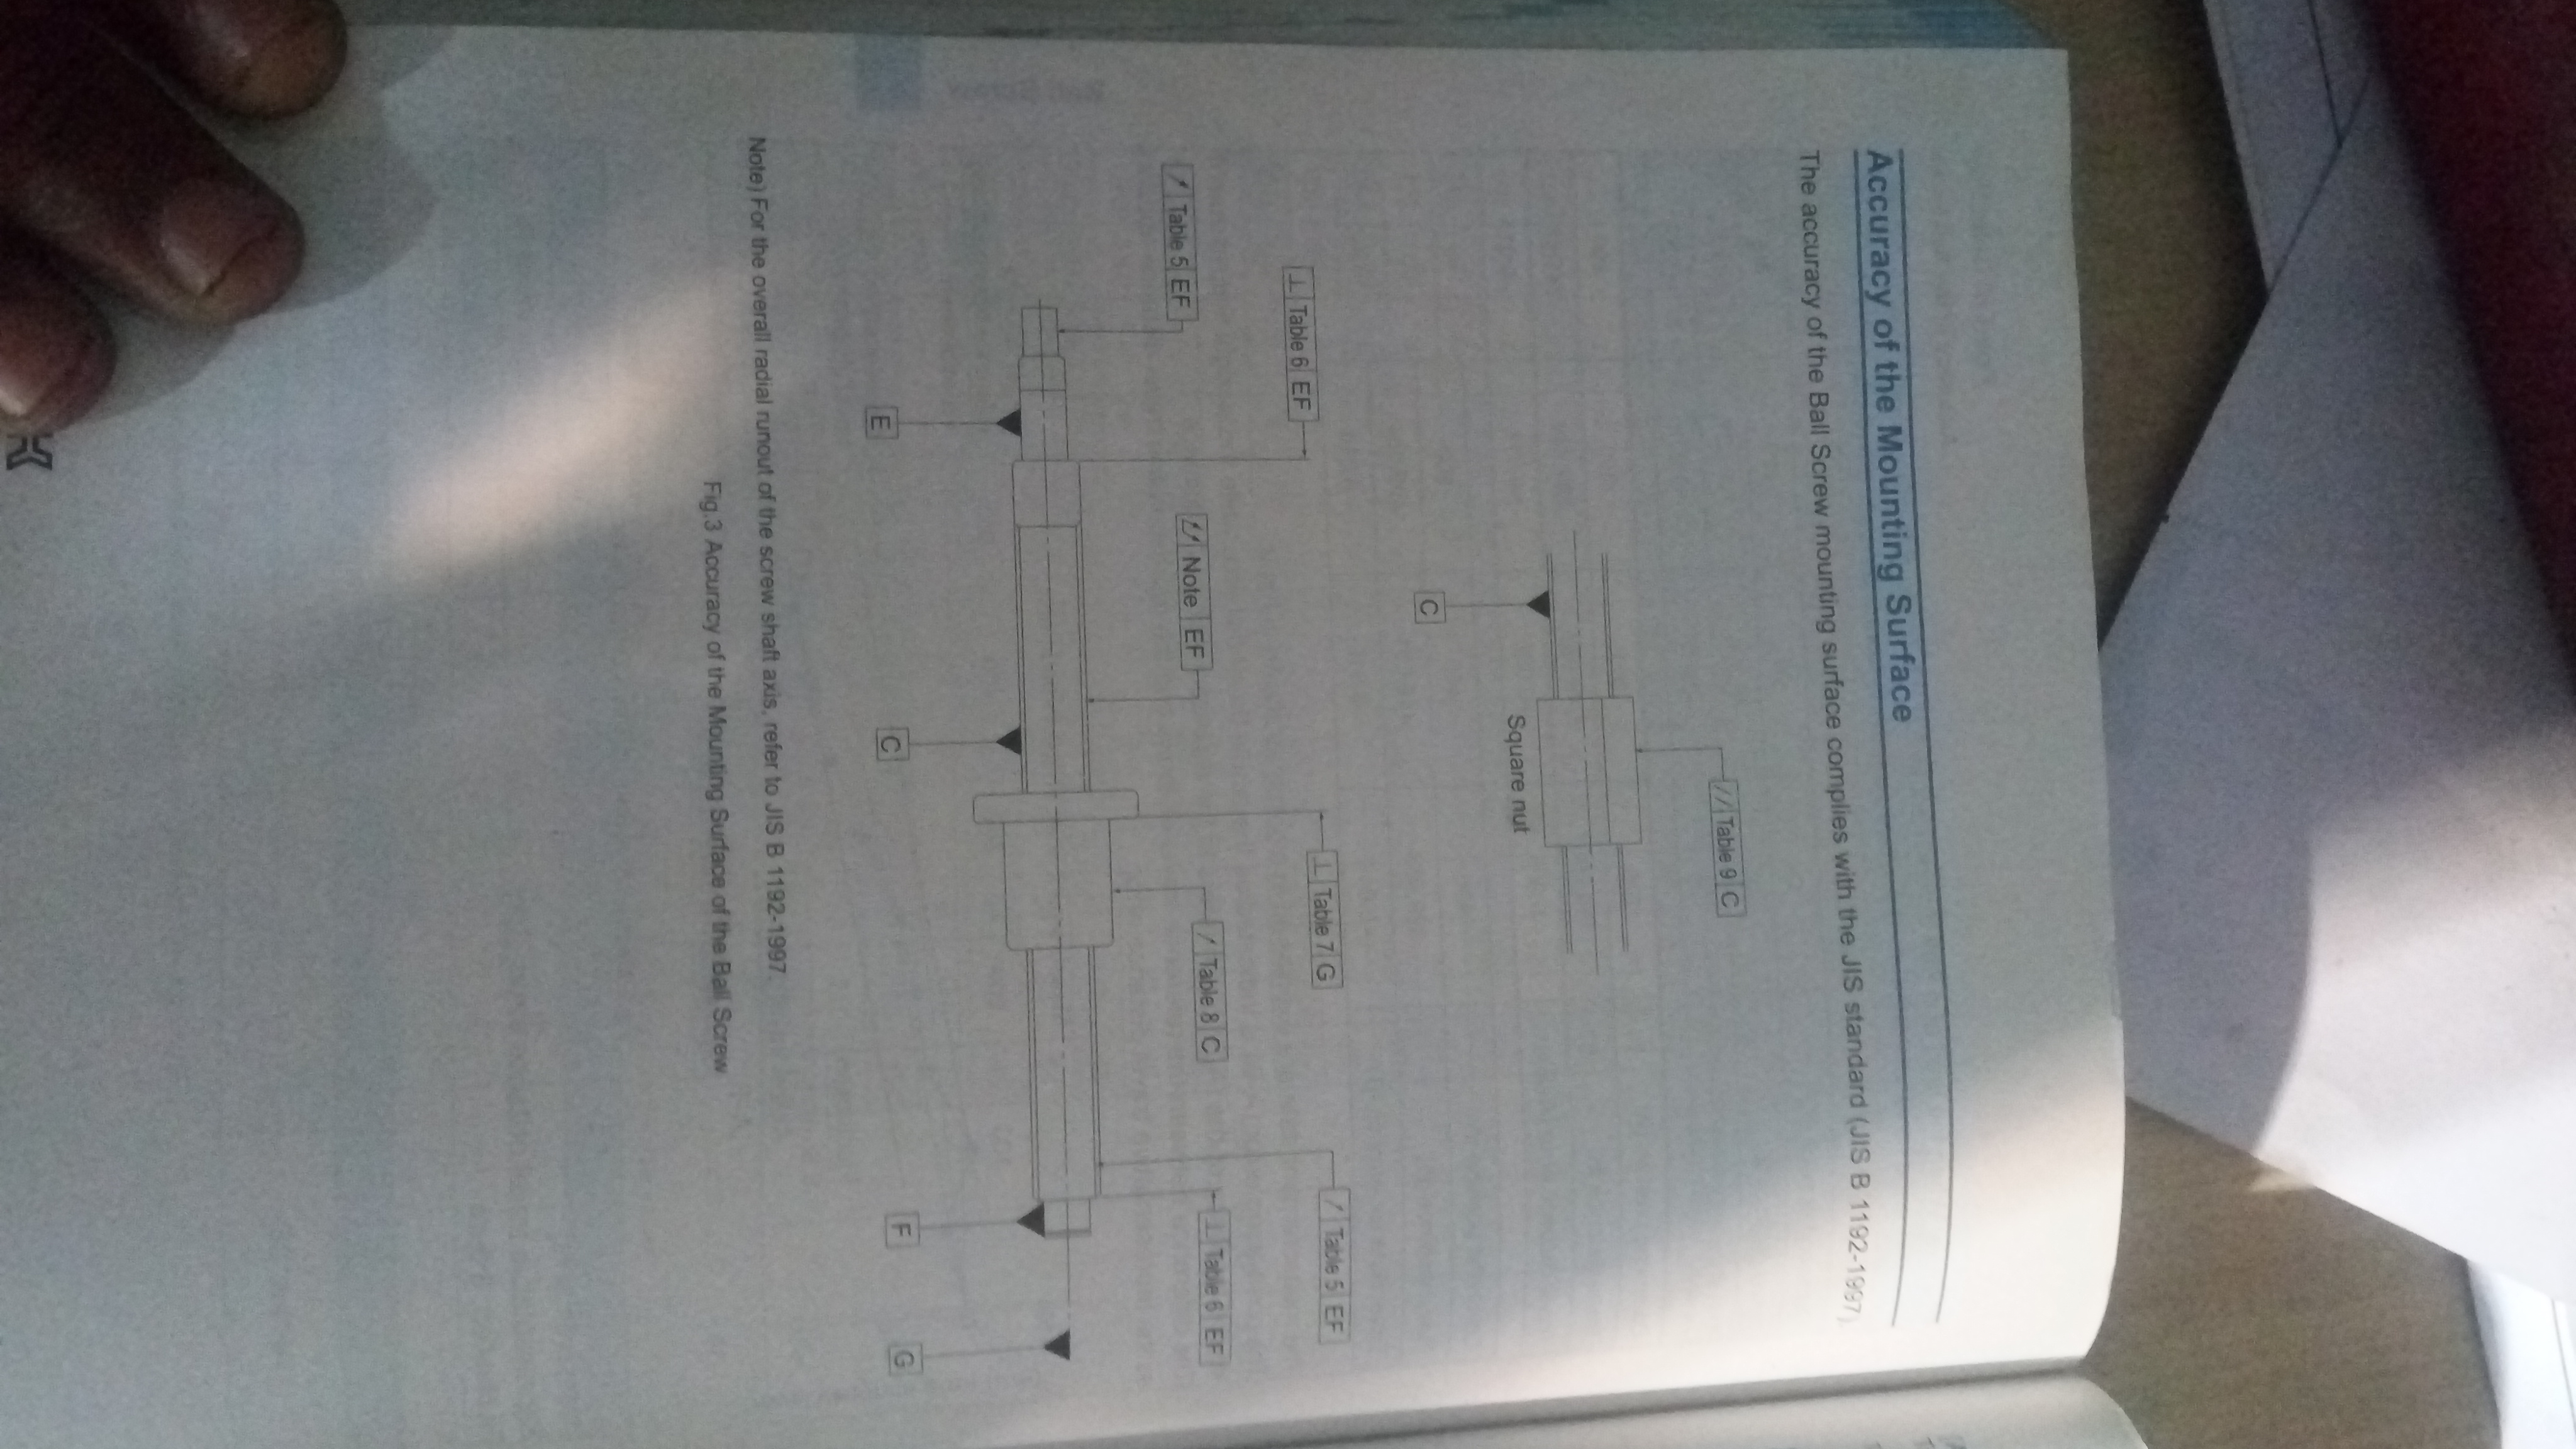 Accuracy of the Mounting Surface
The accuracy of the Ball Screw mounting surface complies with the JIS standard (JIS B 1192-1997).
// Table 9 C
C
Square nut
⊥ Table 6 EF
⊥ Table 7 G
↗ Table 5 EF
↗ Table 5 EF
⌰ Note EF
↗ Table 8 C
⊥ Table 6 EF
E
C
F
G
Note) For the overall radial runout of the screw shaft axis, refer to JIS B 1192-1997.
Fig.3 Accuracy of the Mounting Surface of the Ball Screw